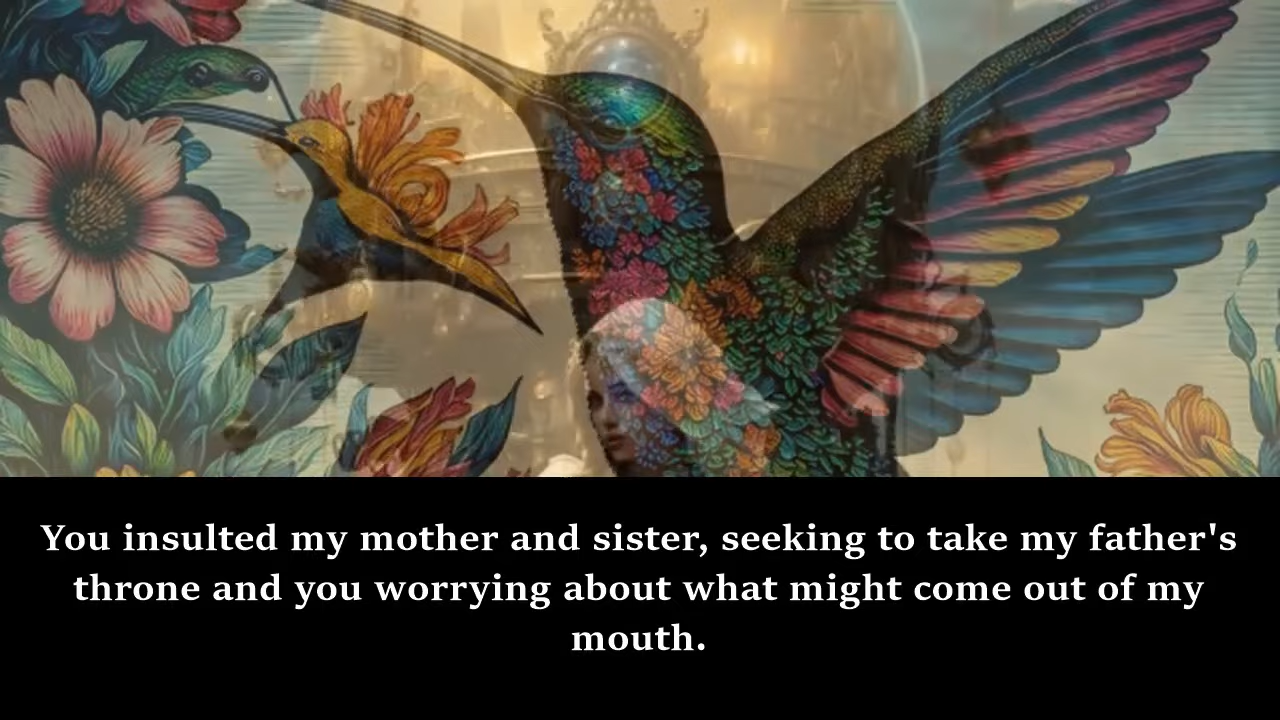 You insulted my mother and sister, seeking to take my father's
throne and you worrying about what might come out of my
mouth.